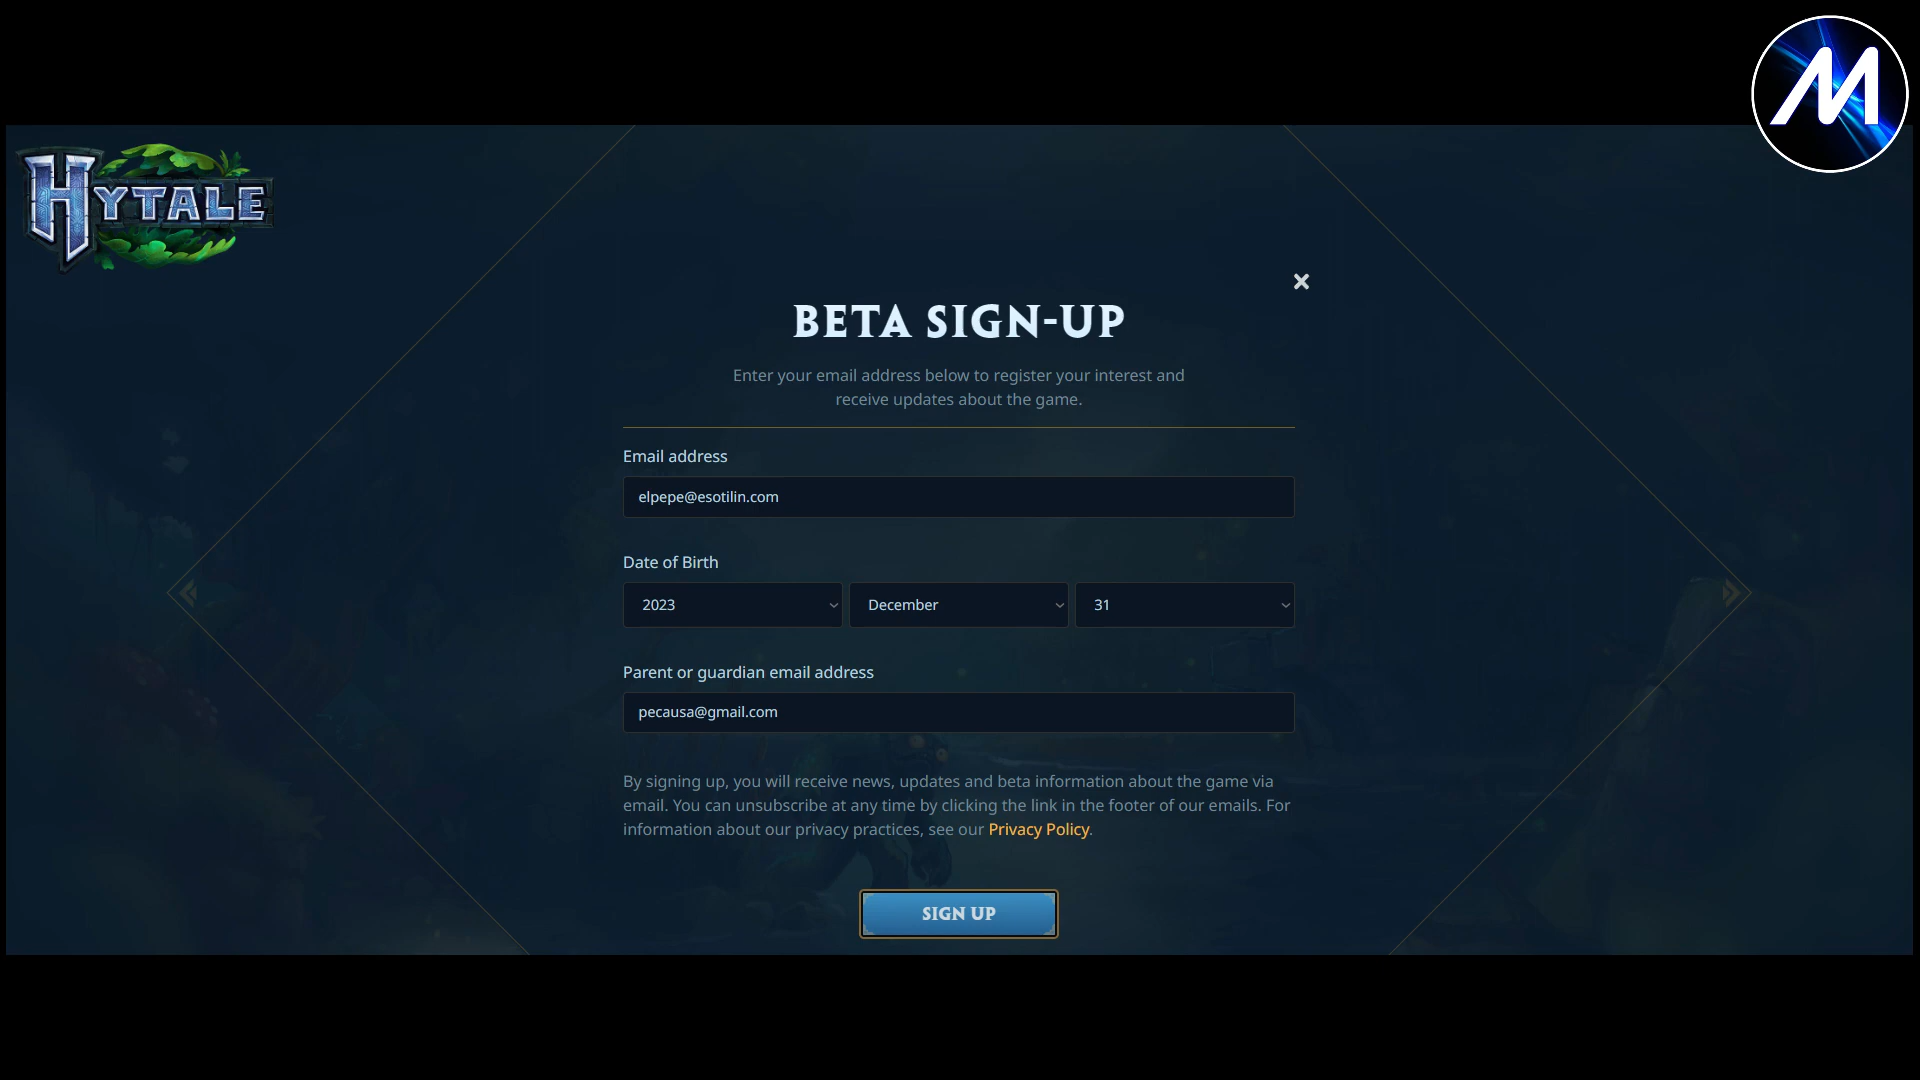 M
HYTALE
BETA SIGN-UP
Enter your email address below to register your interest and
receive updates about the game.
Email address
elpepe@esotilin.com
Date of Birth
2023 December 31
Parent or guardian email address
pecausa@gmail.com
By signing up, you will receive news, updates and beta information about the game via
email. You can unsubscribe at any time by clicking the link in the footer of our emails. For
information about our privacy practices, see our Privacy Policy.
SIGN UP